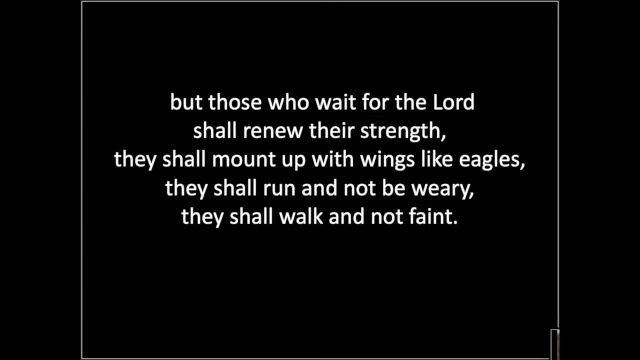 but those who wait for the Lord
shall renew their strength,
they shall mount up with wings like eagles,
they shall run and not be weary,
they shall walk and not faint.